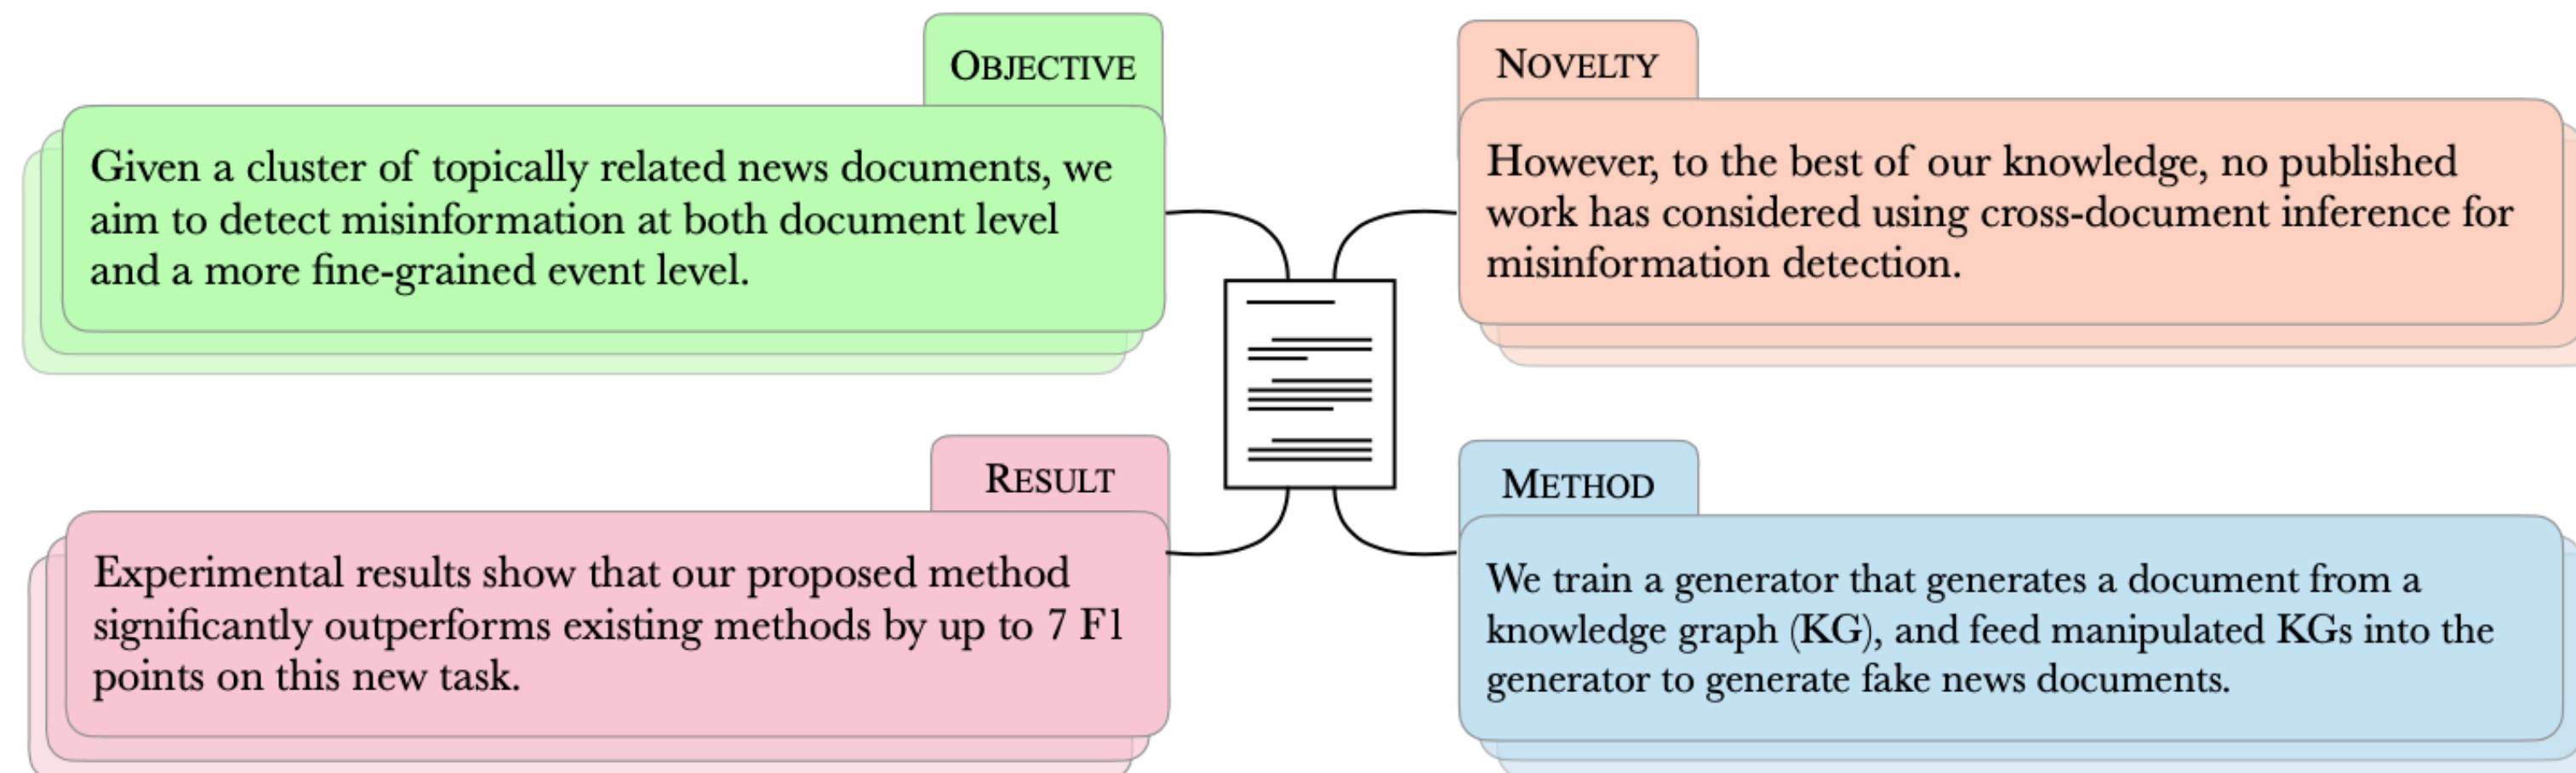 OBJECTIVE
Given a cluster of topically related news documents, we
aim to detect misinformation at both document level
and a more fine-grained event level.
NOVELTY
However, to the best of our knowledge, no published
work has considered using cross-document inference for
misinformation detection.
RESULT
Experimental results show that our proposed method
significantly outperforms existing methods by up to 7 F1
points on this new task.
METHOD
We train a generator that generates a document from a
knowledge graph (KG), and feed manipulated KGs into the
generator to generate fake news documents.